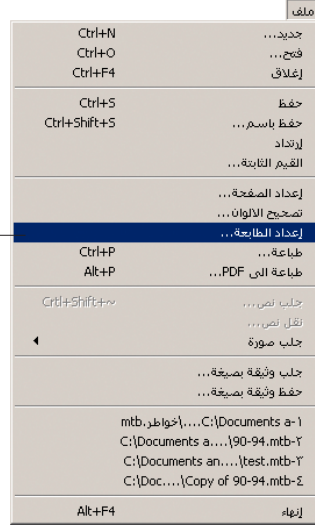 ملف
جديد... Ctrl+N
فتح... Ctrl+O
إغلاق Ctrl+F4
حفظ Ctrl+S
حفظ باسم... Ctrl+Shift+S
إرتداد
القيم الثابتة...
إعداد الصفحة...
تصحيح الالوان...
إعداد الطابعة...
طباعة... Ctrl+P
طباعة الى PDF... Alt+P
جلب نص... Crtl+Shift+~
نقل نص...
جلب صورة
جلب وثيقة بصيغة...
حفظ وثيقة بصيغة...
١-C:\Documents a....\خواطر.mtb
٢-C:\Documents a....\90-94.mtb
٣-C:\Documents an....\test.mtb
٤-C:\Doc....\Copy of 90-94.mtb
إنهاء Alt+F4